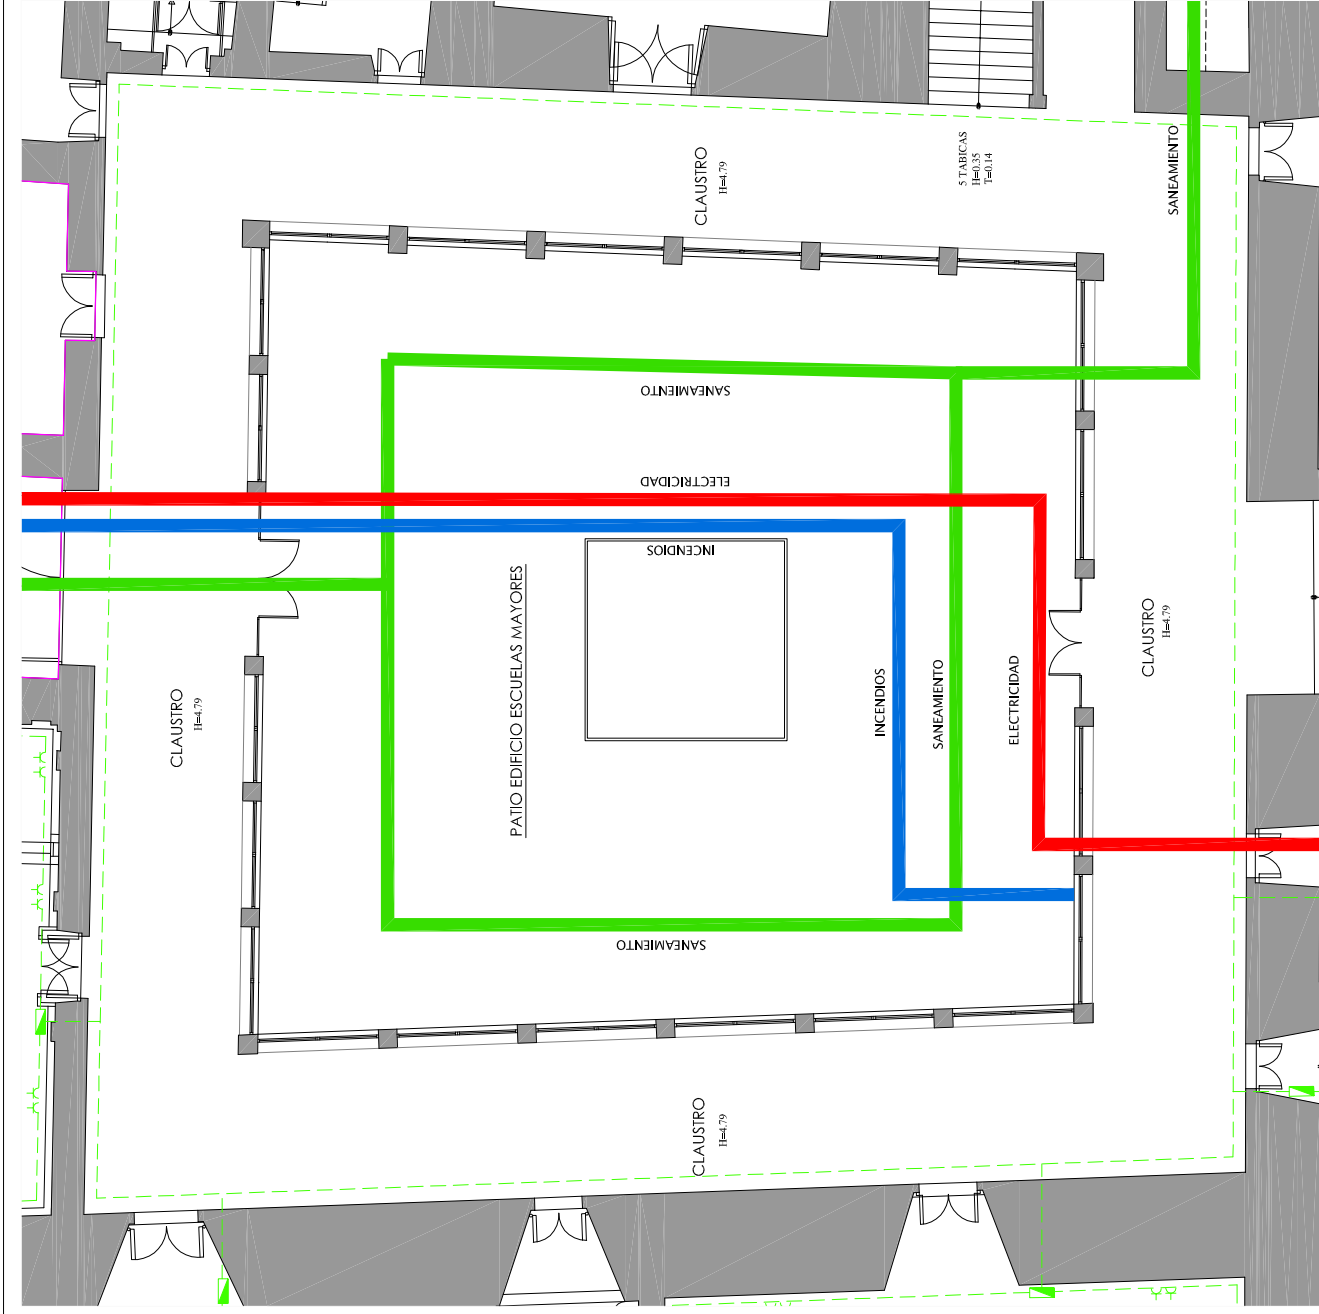 CLAUSTRO
H=4.79
5 TABICAS
H=0.35
T=0.14
SANEAMIENTO
SANEAMIENTO
ELECTRICIDAD
INCENDIOS
PATIO EDIFICIO ESCUELAS MAYORES
CLAUSTRO
H=4.79
INCENDIOS
SANEAMIENTO
ELECTRICIDAD
CLAUSTRO
H=4.79
SANEAMIENTO
CLAUSTRO
H=4.79